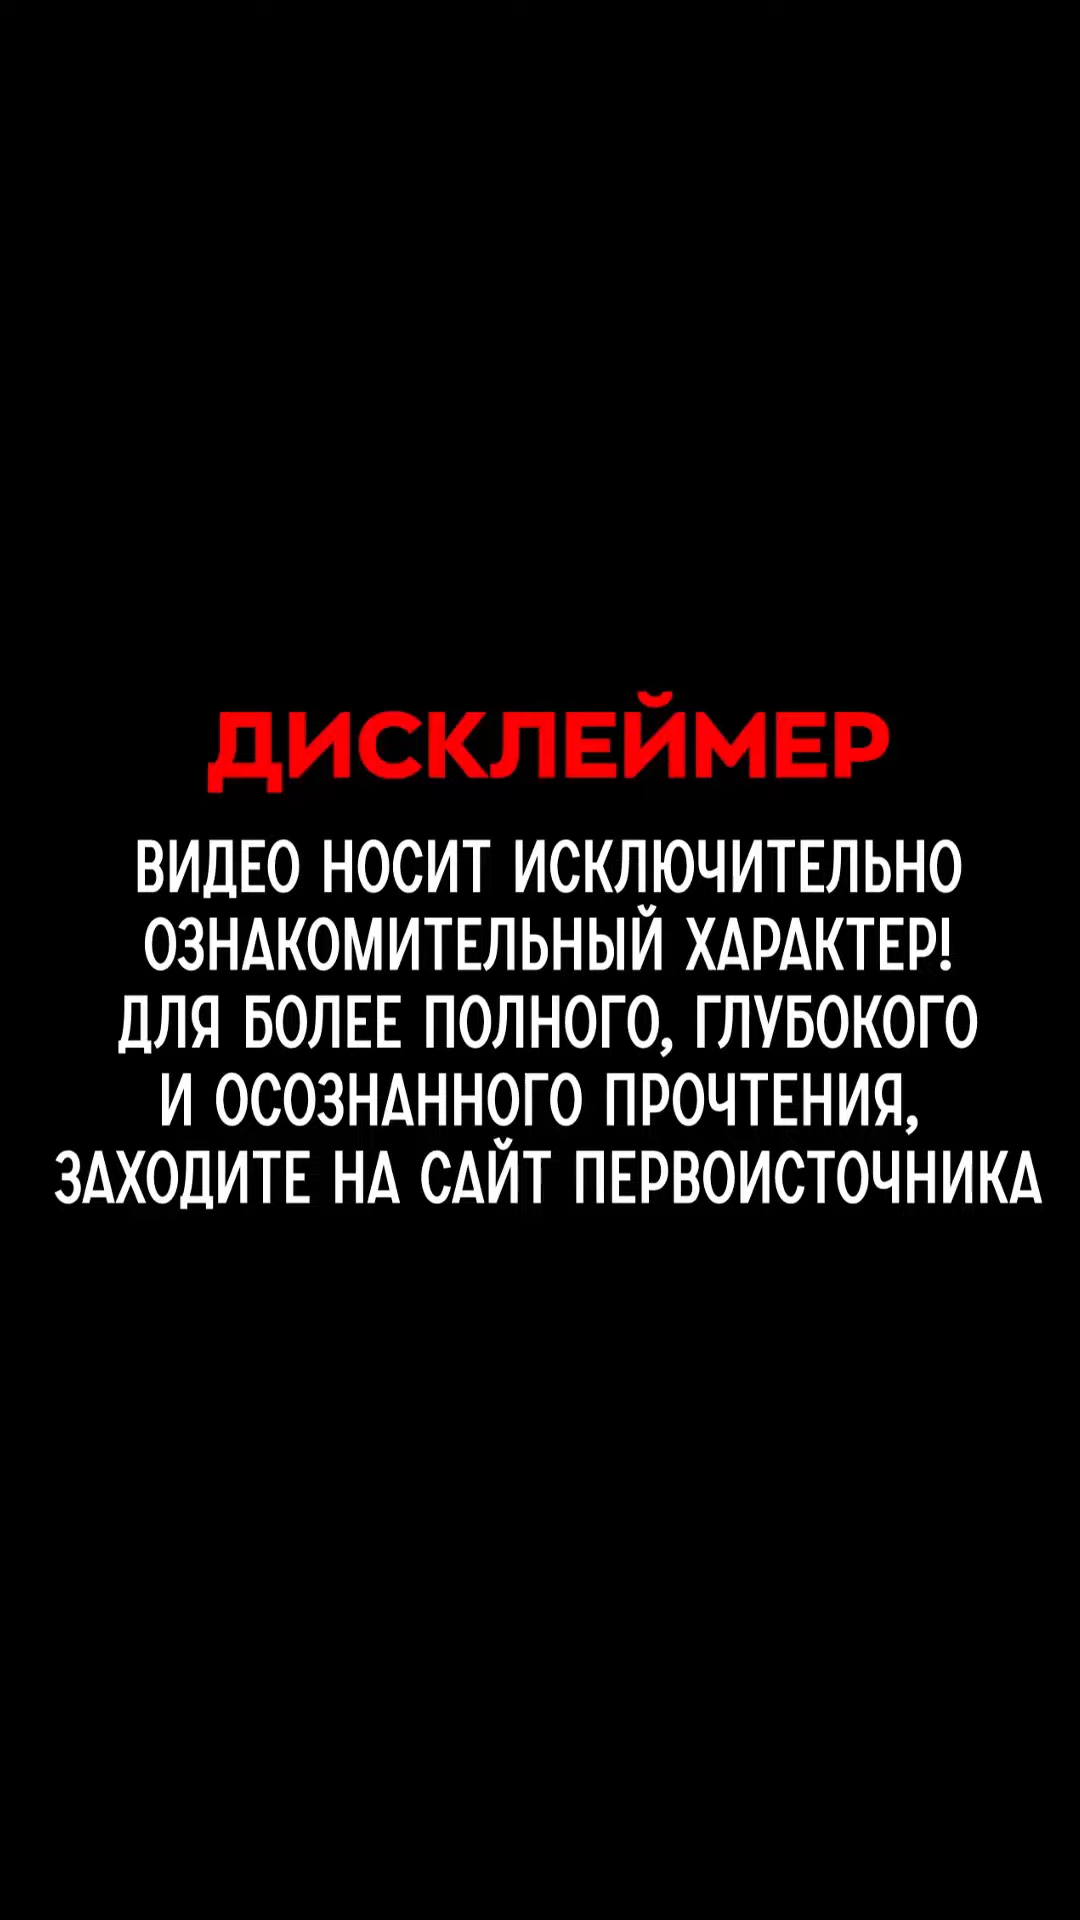 ДИСКЛЕЙМЕР
ВИДЕО НОСИТ ИСКЛЮЧИТЕЛЬНО
ОЗНАКОМИТЕЛЬНЫЙ ХАРАКТЕР!
ДЛЯ БОЛЕЕ ПОЛНОГО, ГЛУБОКОГО
И ОСОЗНАННОГО ПРОЧТЕНИЯ,
ЗАХОДИТЕ НА САЙТ ПЕРВОИСТОЧНИКА